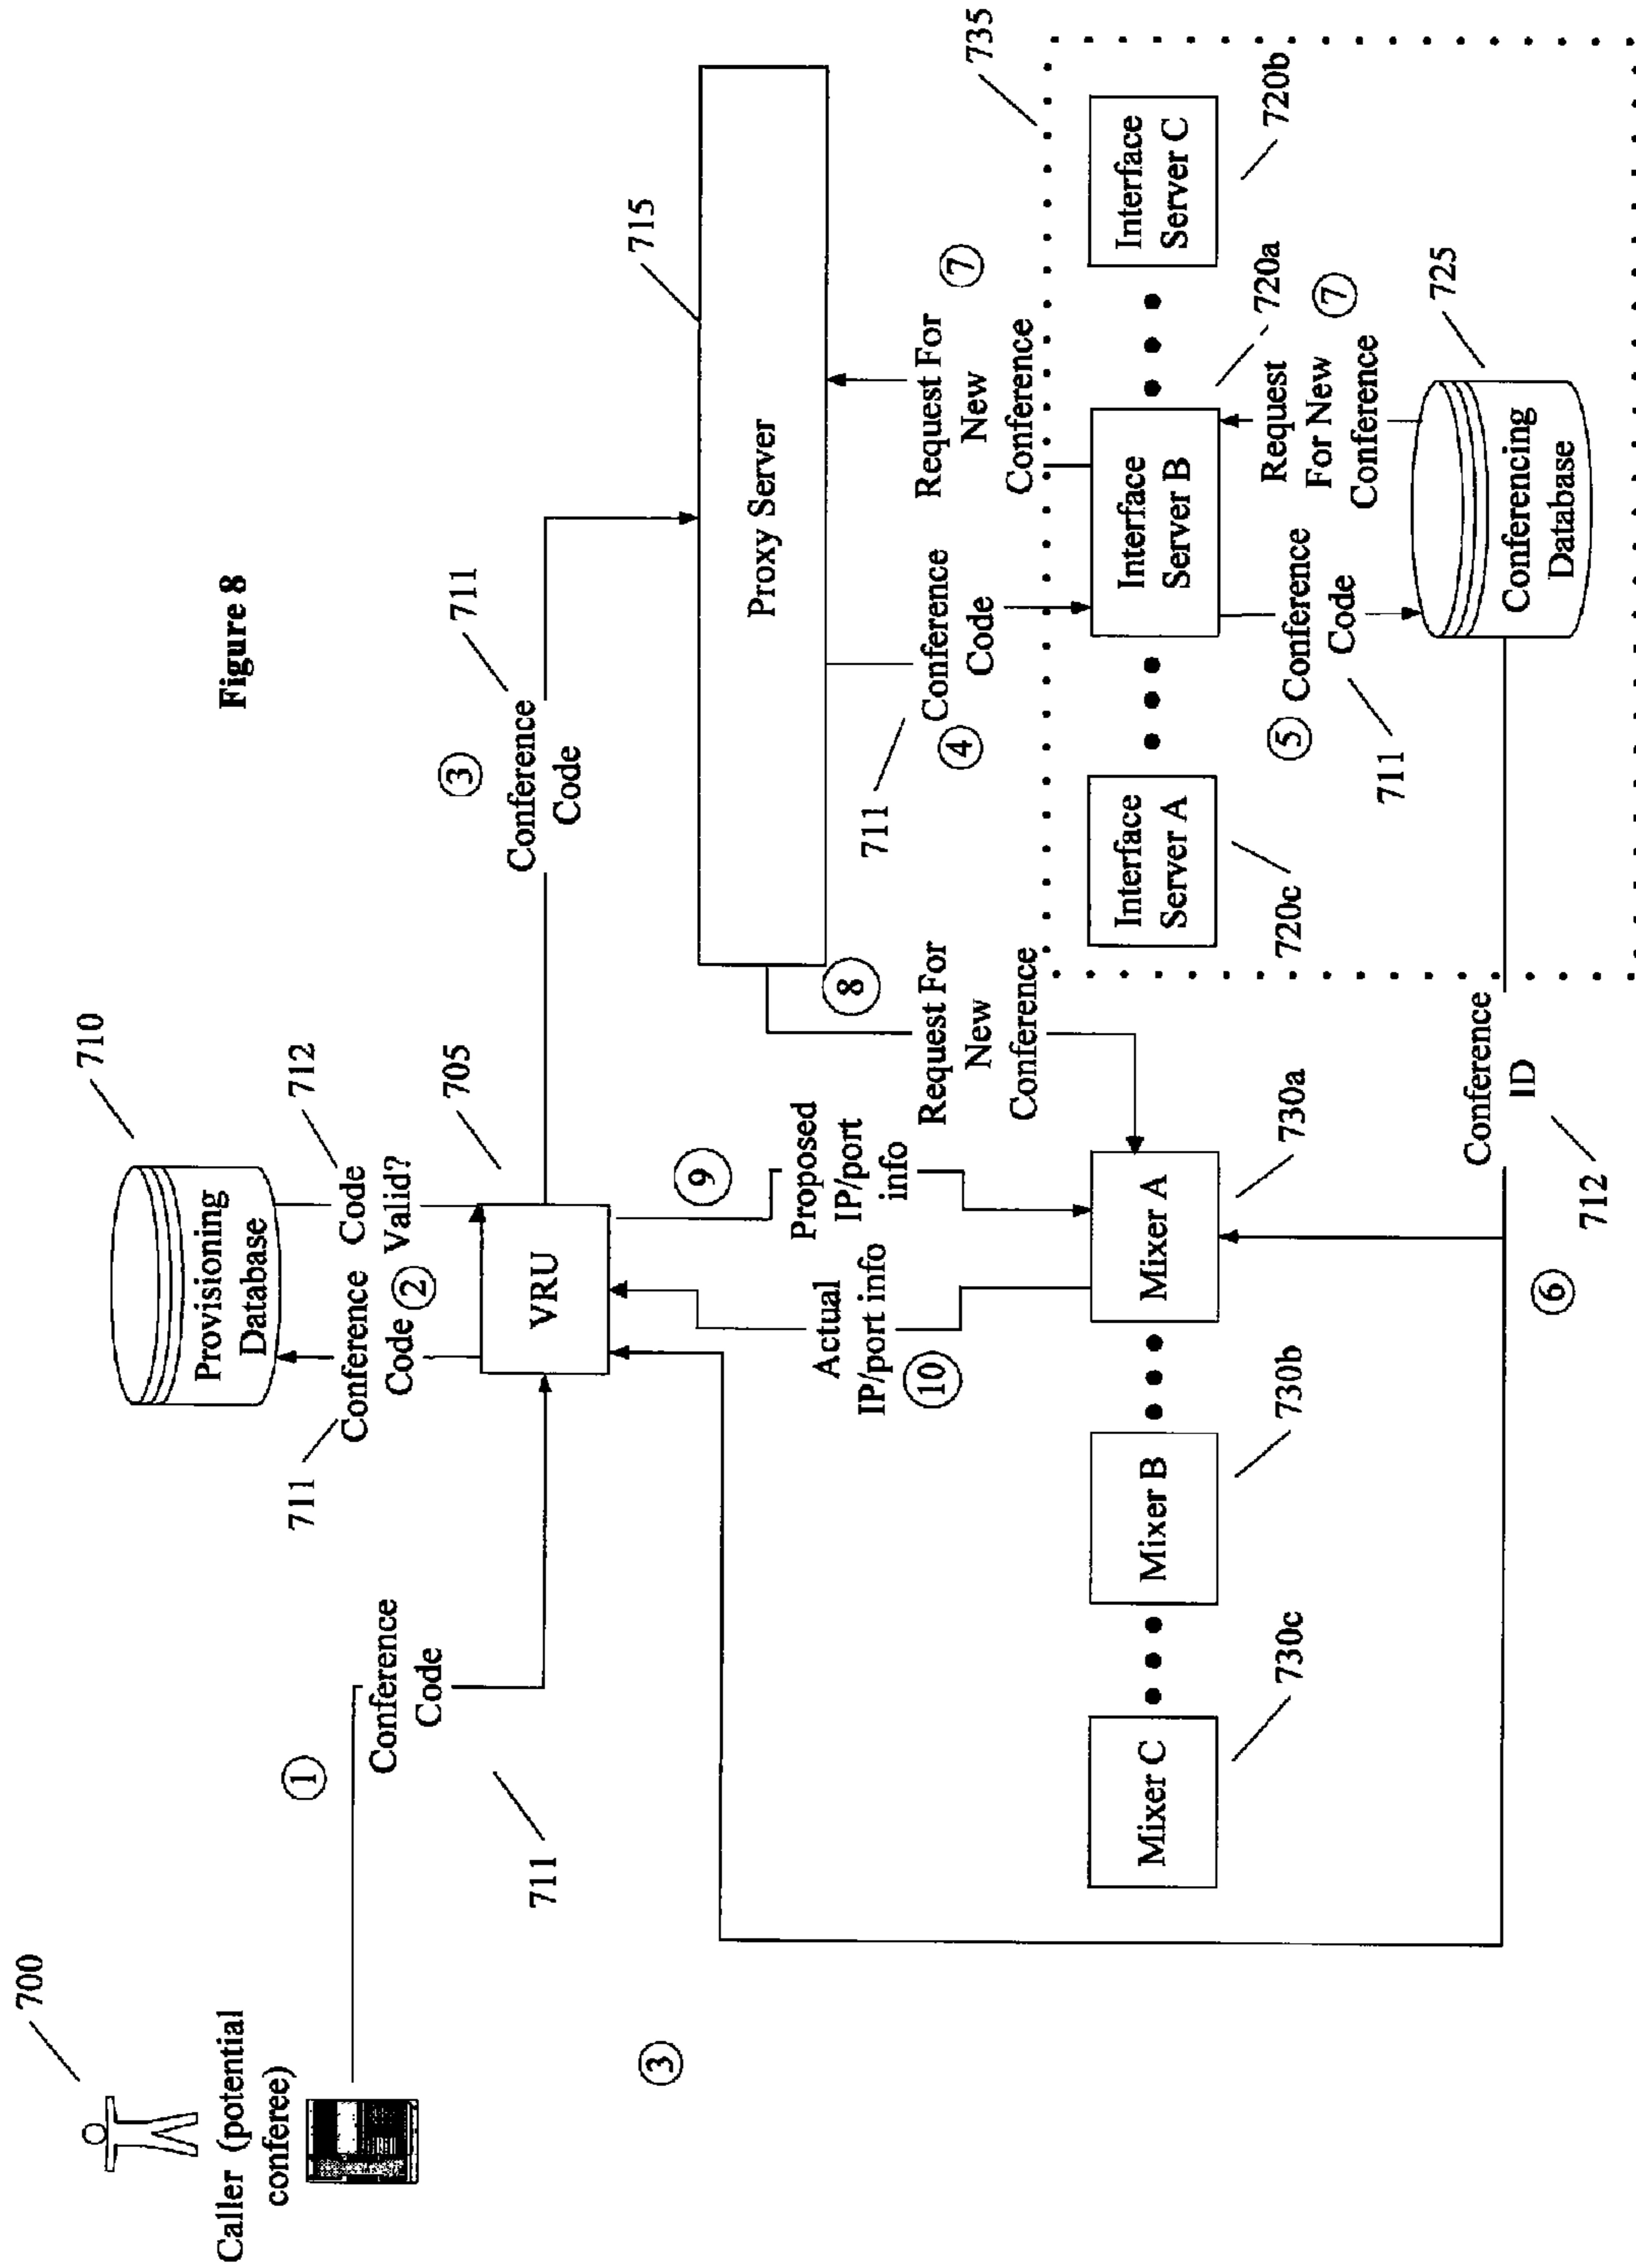 Figure 8
700
Caller (potential
conferee)
①
Conference
Code
711
710
Provisioning
Database
711
Conference
Code
②
Code
Valid?
712
705
VRU
③
Conference
Code
711
③
715
Proxy Server
⑨
Proposed
IP/port
info
Actual
IP/port info
⑩
⑧
Request For
New
Conference
711
④
Conference
Code
Request For
New
Conference
⑦
735
Mixer C
730c
Mixer B
730b
Mixer A
730a
Interface
Server A
720c
Interface
Server B
720a
Interface
Server C
720b
⑤
Conference
Code
711
Request
For New
Conference
⑦
725
Conferencing
Database
Conference
ID
712
⑥